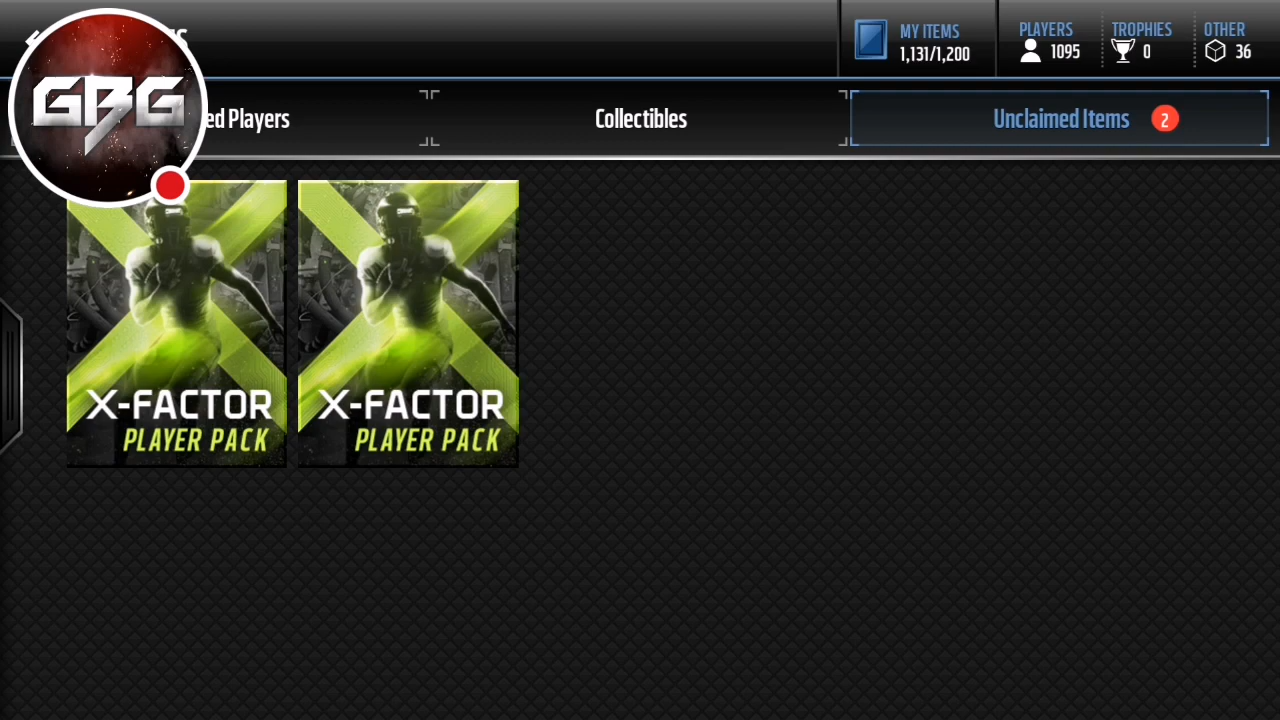 GBG
MY ITEMS
1,131/1,200
PLAYERS
1095
TROPHIES
0
OTHER
36
ed Players
Collectibles
Unclaimed Items
2
X-FACTOR
PLAYER PACK
X-FACTOR
PLAYER PACK